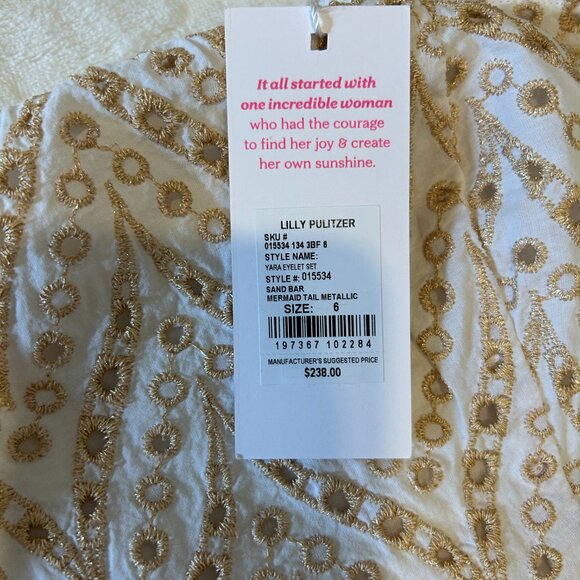 It all started with
one incredible woman
who had the courage
to find her joy & create
her own sunshine.
LILLY PULITZER
SKU #
015534 134 3BF 6
STYLE NAME:
YARA EYELET SET
STYLE #: 015534
SAND BAR
MERMAID TAIL METALLIC
SIZE: 6
197367 102284
MANUFACTURER'S SUGGESTED PRICE
$238.00